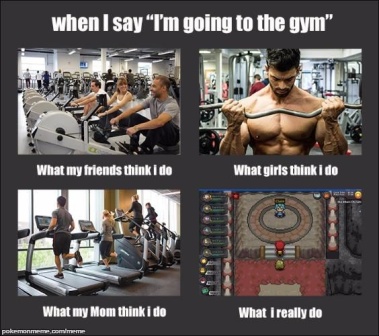 when I say “I'm going to the gym”
What my friends think i do
What girls think i do
What my Mom think i do
What i really do
pokemonmeme.com/meme